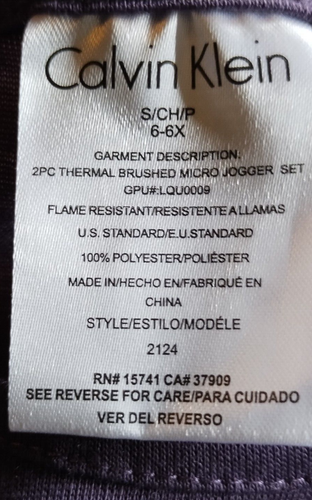 Calvin Klein
S/CH/P
6-6X
GARMENT DESCRIPTION.
2PC THERMAL BRUSHED MICRO JOGGER SET
GPU#:LQU0009
FLAME RESISTANT/RESISTENTE A LLAMAS
U.S. STANDARD/E.U.STANDARD
100% POLYESTER/POLIÉSTER
MADE IN/HECHO EN/FABRIQUÉ EN
CHINA
STYLE/ESTILO/MODÉLE
2124
RN# 15741 CA# 37909
SEE REVERSE FOR CARE/PARA CUIDADO
VER DEL REVERSO